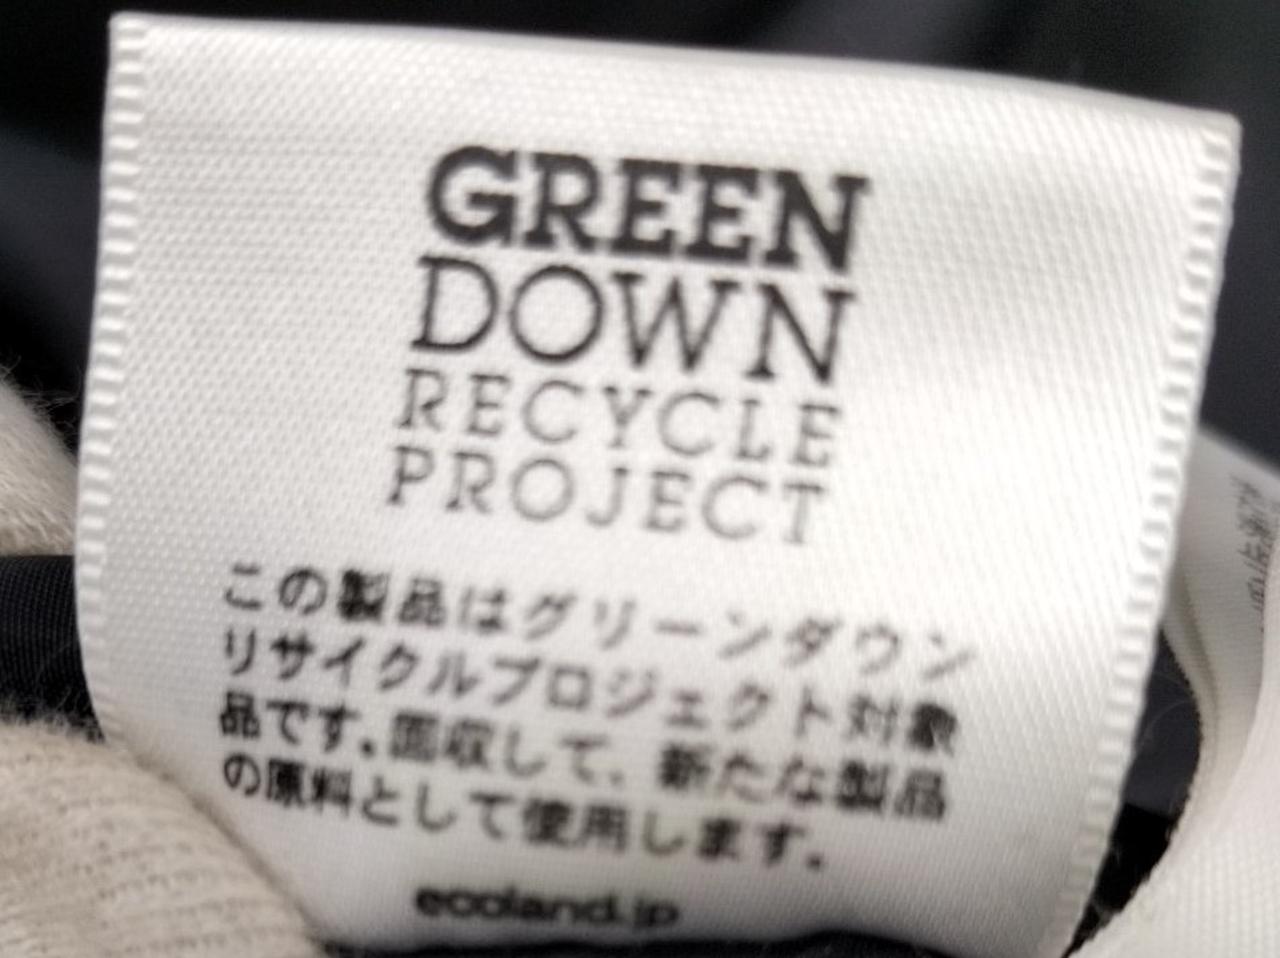 GREEN
DOWN
RECYCLE
PROJECT
この製品はグリーンダウン
リサイクルプロジェクト対象
品です。回収して、新たな製品
の原料として使用します。
ecoland.jp